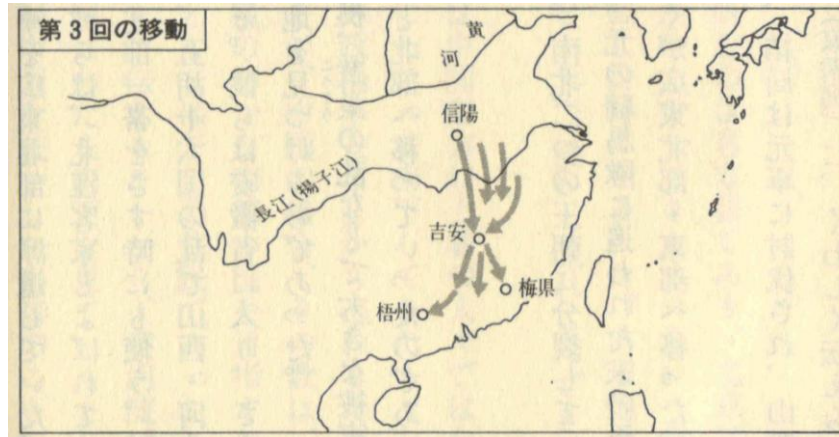 第3回の移動
黄
河
信陽
長江(揚子江)
吉安
梅県
梧州